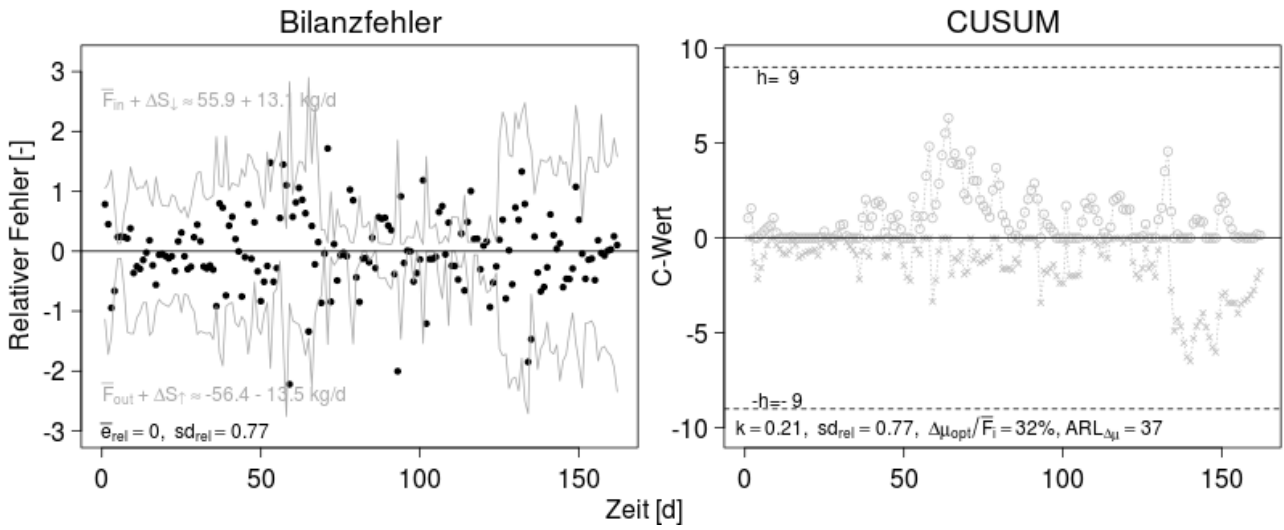 Bilanzfehler
Relativer Fehler [-]
3
2
1
0
-1
-2
-3
F̅in + ΔS↓ ≈ 55.9 + 13.1 kg/d
F̅out + ΔS↑ ≈ -56.4 - 13.5 kg/d
e̅rel = 0, sdrel = 0.77
0 50 100 150
CUSUM
C-Wert
10
5
0
-5
-10
h= 9
-h=- 9
k = 0.21, sdrel = 0.77, Δμopt/F̅i = 32%, ARLΔμ = 37
0 50 100 150
Zeit [d]